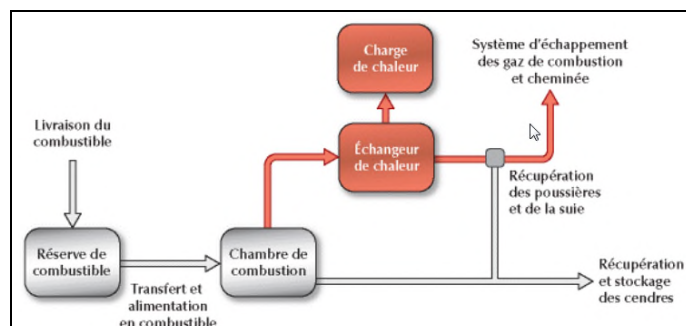 Charge
de chaleur
Système d'échappement
des gaz de combustion
et cheminée
Livraison du
combustible
Échangeur
de chaleur
Récupération
des poussières
et de la suie
Réserve de
combustible
Chambre de
combustion
Transfert et
alimentation
en combustible
Récupération
et stockage
des cendres